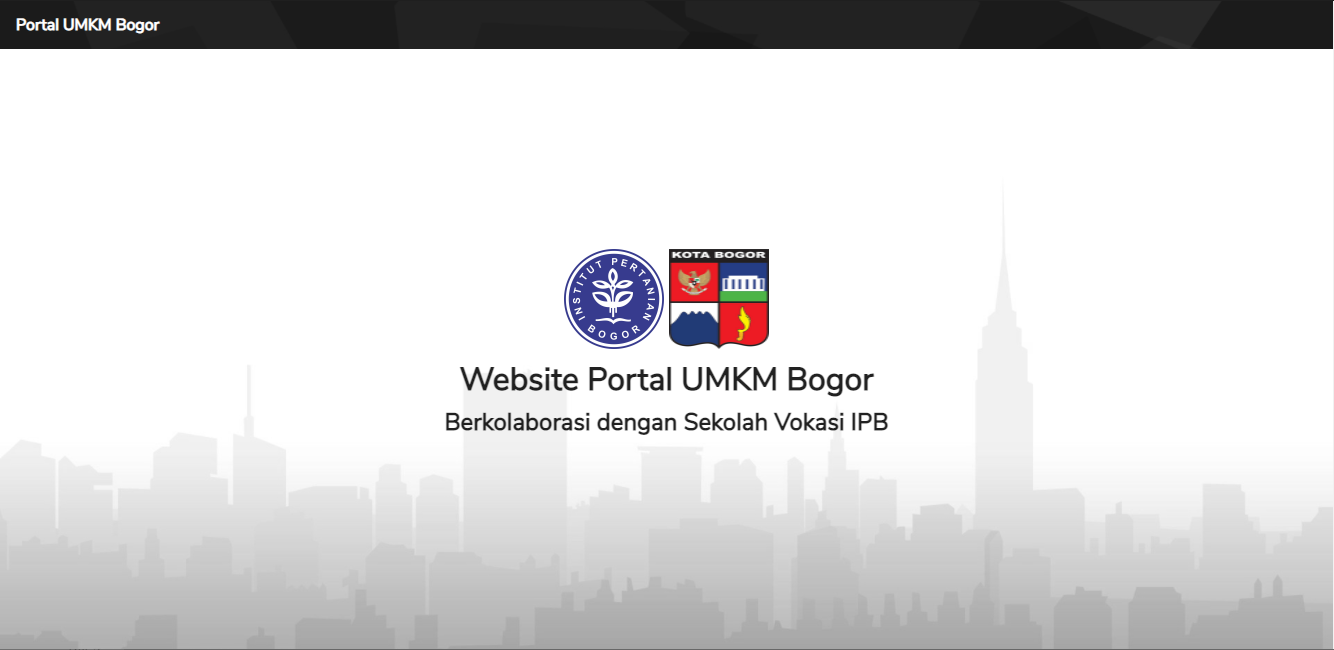 Portal UMKM Bogor
INSTITUT PERTANIAN BOGOR
KOTA BOGOR
Website Portal UMKM Bogor
Berkolaborasi dengan Sekolah Vokasi IPB